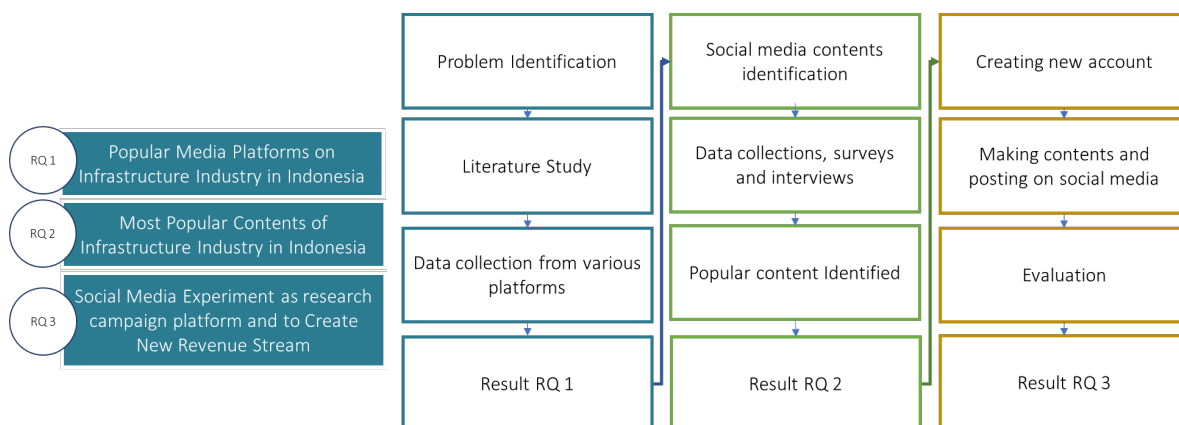 RQ 1
Popular Media Platforms on
Infrastructure Industry in Indonesia
RQ 2
Most Popular Contents of
Infrastructure Industry in Indonesia
RQ 3
Social Media Experiment as research
campaign platform and to Create
New Revenue Stream
Problem Identification
Literature Study
Data collection from various
platforms
Result RQ 1
Social media contents
identification
Data collections, surveys
and interviews
Popular content Identified
Result RQ 2
Creating new account
Making contents and
posting on social media
Evaluation
Result RQ 3